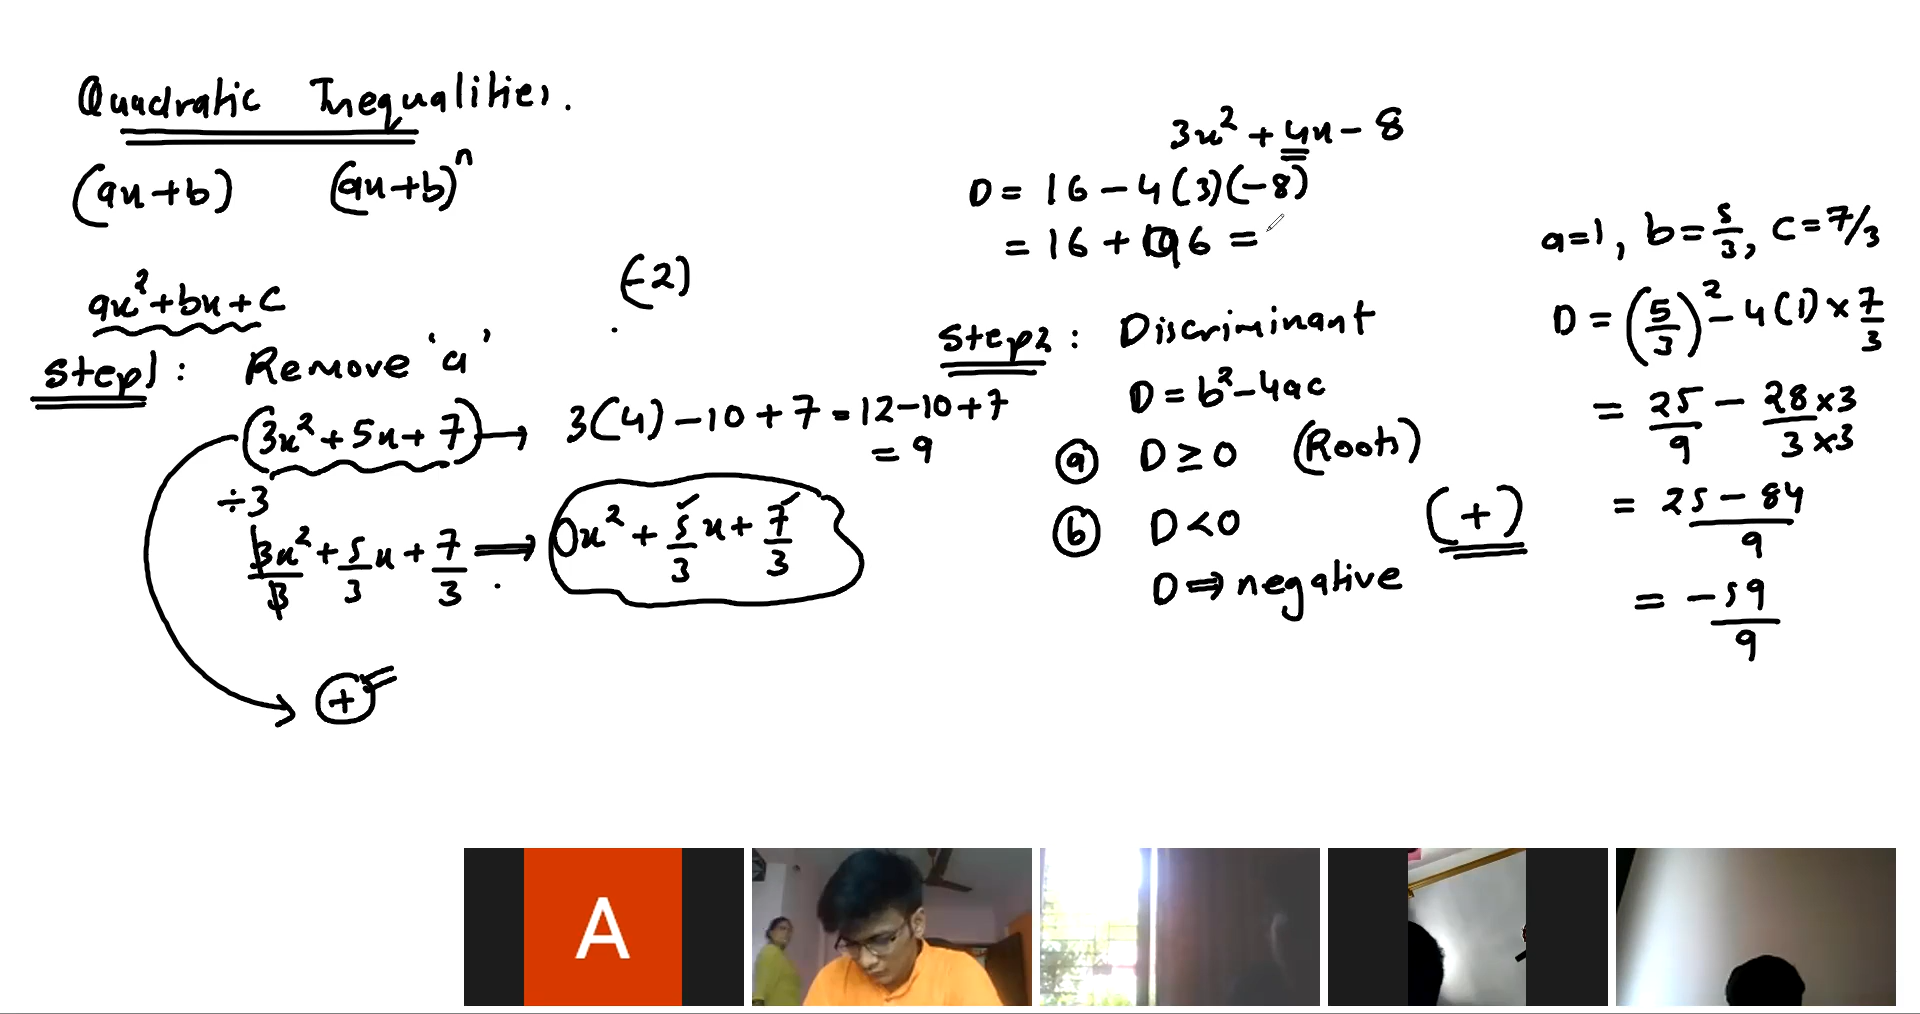 Quadratic Inequalities.
(ax+b) (ax+b)ⁿ
ax²+bx+c
(-2)
Step1: Remove 'a'
(3x²+5x+7) → 3(4)-10+7 = 12-10+7
= 9
÷3
3x²/3 + 5/3 x + 7/3 ⟹ x² + 5/3 x + 7/3
(+)
3x²+4x-8
D = 16-4(3)(-8)
= 16+96 =
Step2: Discriminant
D = b²-4ac
(a) D ≥ 0 (Roots)
(b) D < 0 (+)
D ⟹ negative
a=1, b=5/3, c=7/3
D = (5/3)² - 4(1)×7/3
= 25/9 - 28×3/3×3
= 25-84/9
= -59/9
A